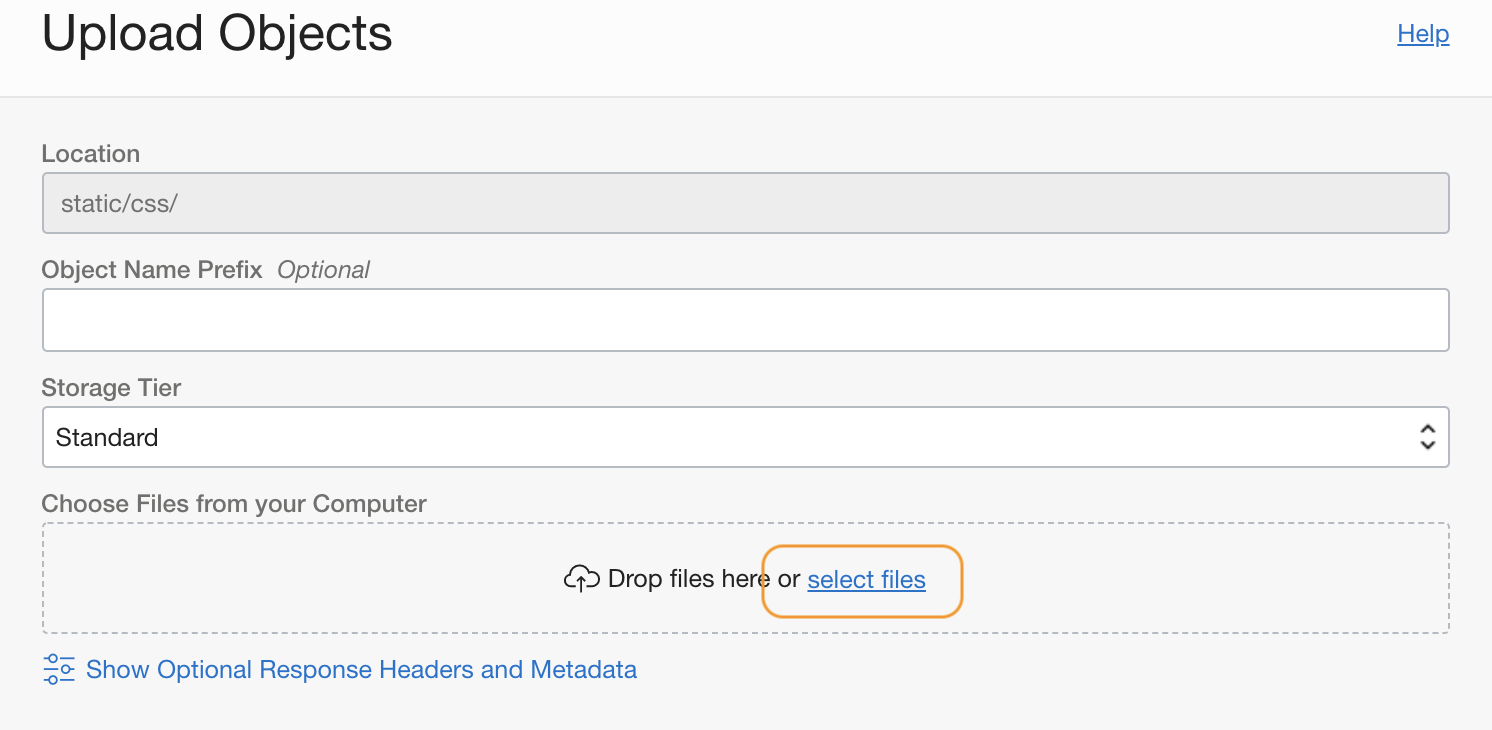 Upload Objects
Help
Location
static/css/
Object Name Prefix Optional
Storage Tier
Standard
Choose Files from your Computer
Drop files here or select files
Show Optional Response Headers and Metadata